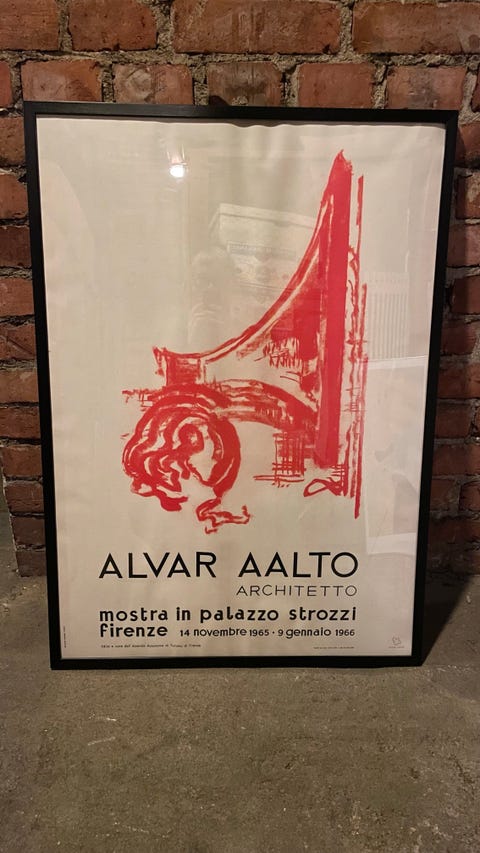 ALVAR AALTO
ARCHITETTO
mostra in palazzo strozzi
firenze 14 novembre 1965 - 9 gennaio 1966